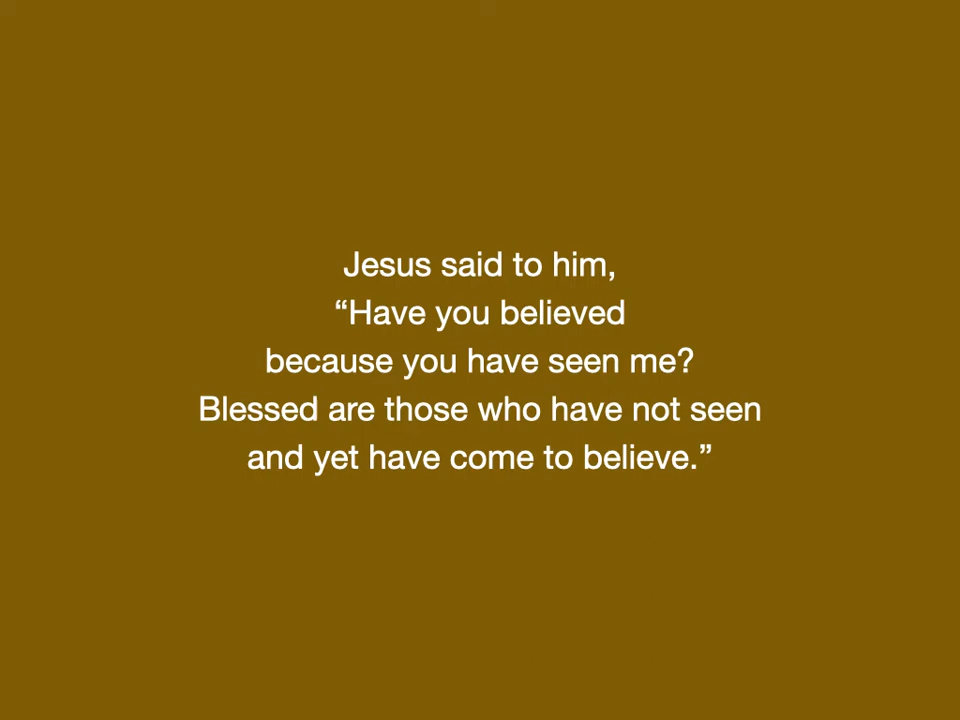 Jesus said to him,
“Have you believed
because you have seen me?
Blessed are those who have not seen
and yet have come to believe.”